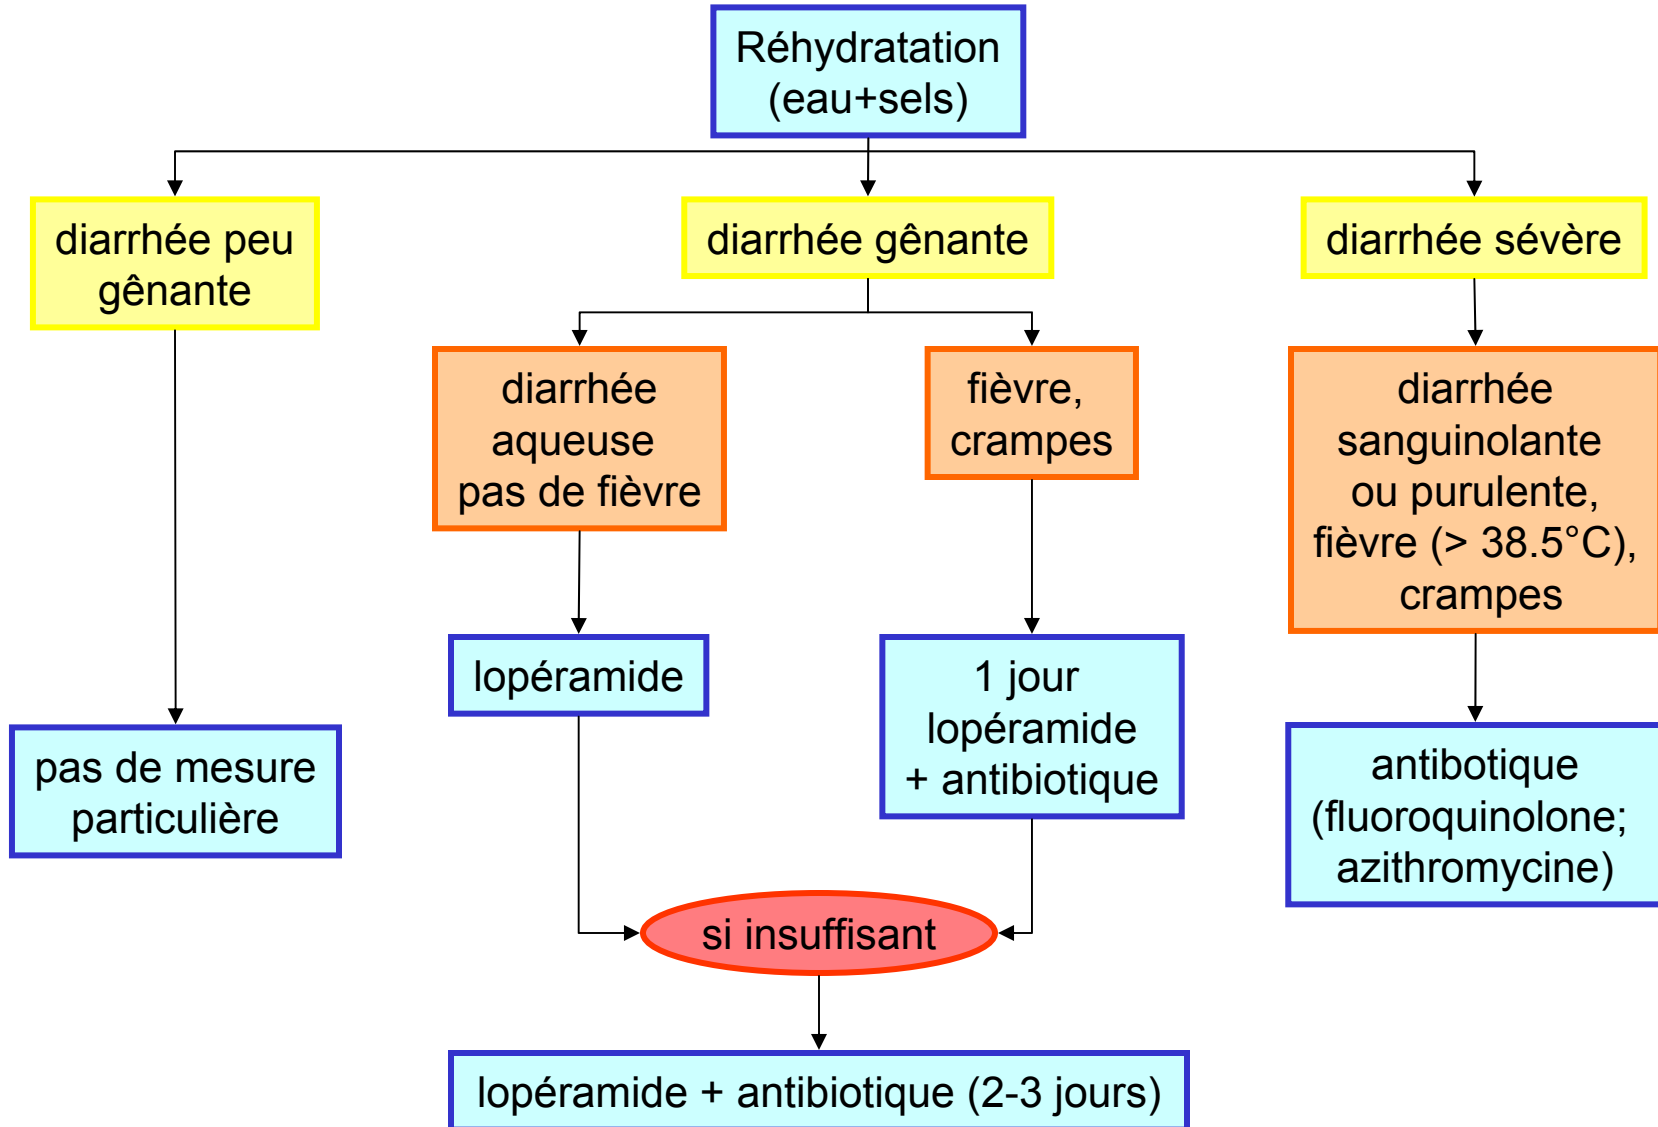 Réhydratation
(eau+sels)
diarrhée peu
gênante
diarrhée gênante
diarrhée sévère
diarrhée
aqueuse
pas de fièvre
fièvre,
crampes
diarrhée
sanguinolante
ou purulente,
fièvre (> 38.5°C),
crampes
lopéramide
1 jour
lopéramide
+ antibiotique
pas de mesure
particulière
antibotique
(fluoroquinolone;
azithromycine)
si insuffisant
lopéramide + antibiotique (2-3 jours)